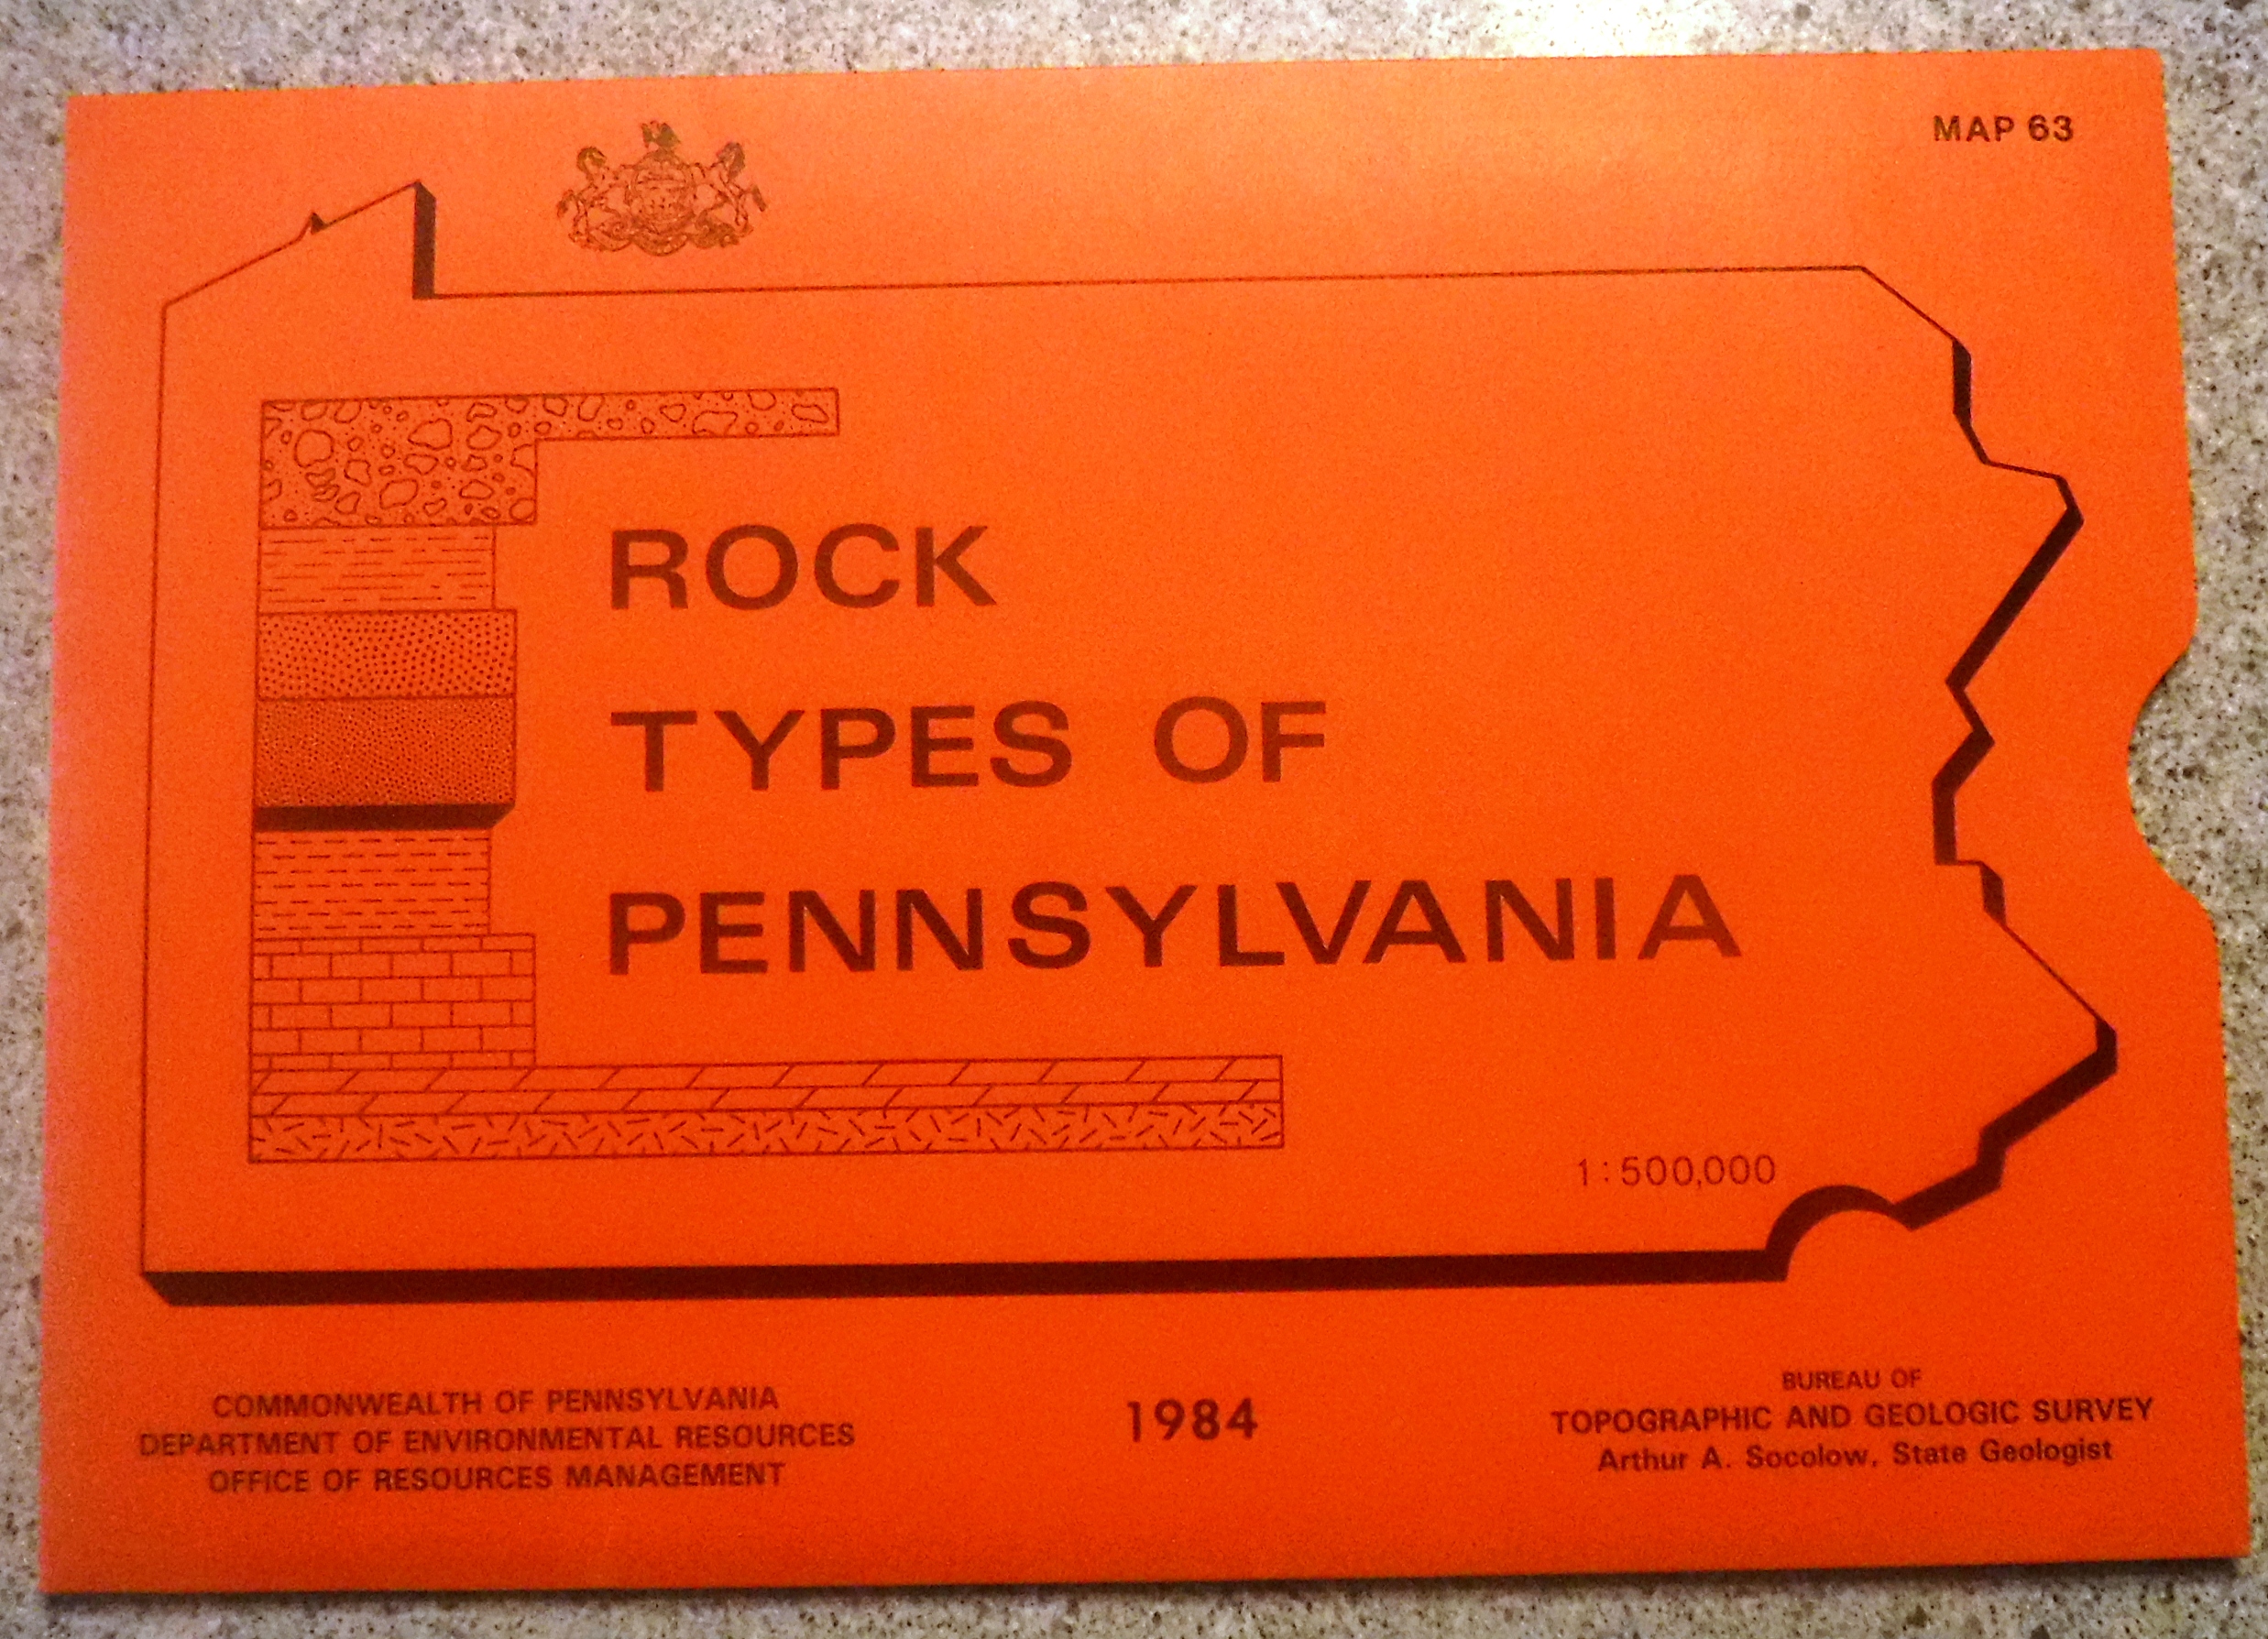 MAP 63
ROCK
TYPES OF
PENNSYLVANIA
1:500,000
COMMONWEALTH OF PENNSYLVANIA
DEPARTMENT OF ENVIRONMENTAL RESOURCES
OFFICE OF RESOURCES MANAGEMENT
1984
BUREAU OF
TOPOGRAPHIC AND GEOLOGIC SURVEY
Arthur A. Socolow, State Geologist